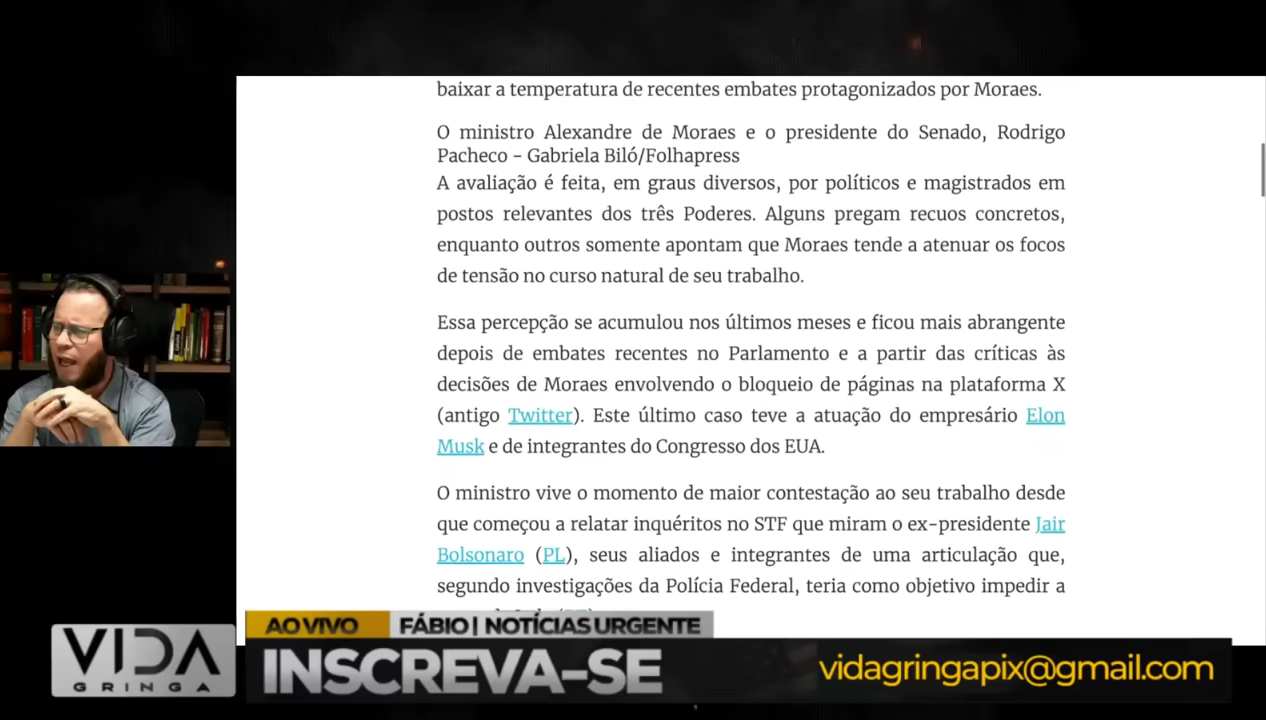 baixar a temperatura de recentes embates protagonizados por Moraes.
O ministro Alexandre de Moraes e o presidente do Senado, Rodrigo
Pacheco - Gabriela Biló/Folhapress
A avaliação é feita, em graus diversos, por políticos e magistrados em
postos relevantes dos três Poderes. Alguns pregam recuos concretos,
enquanto outros somente apontam que Moraes tende a atenuar os focos
de tensão no curso natural de seu trabalho.
Essa percepção se acumulou nos últimos meses e ficou mais abrangente
depois de embates recentes no Parlamento e a partir das críticas às
decisões de Moraes envolvendo o bloqueio de páginas na plataforma X
(antigo Twitter). Este último caso teve a atuação do empresário Elon
Musk e de integrantes do Congresso dos EUA.
O ministro vive o momento de maior contestação ao seu trabalho desde
que começou a relatar inquéritos no STF que miram o ex-presidente Jair
Bolsonaro (PL), seus aliados e integrantes de uma articulação que,
segundo investigações da Polícia Federal, teria como objetivo impedir a
AO VIVO FÁBIO | NOTÍCIAS URGENTE
VIDA
GRINGA
INSCREVA-SE
vidagringapix@gmail.com